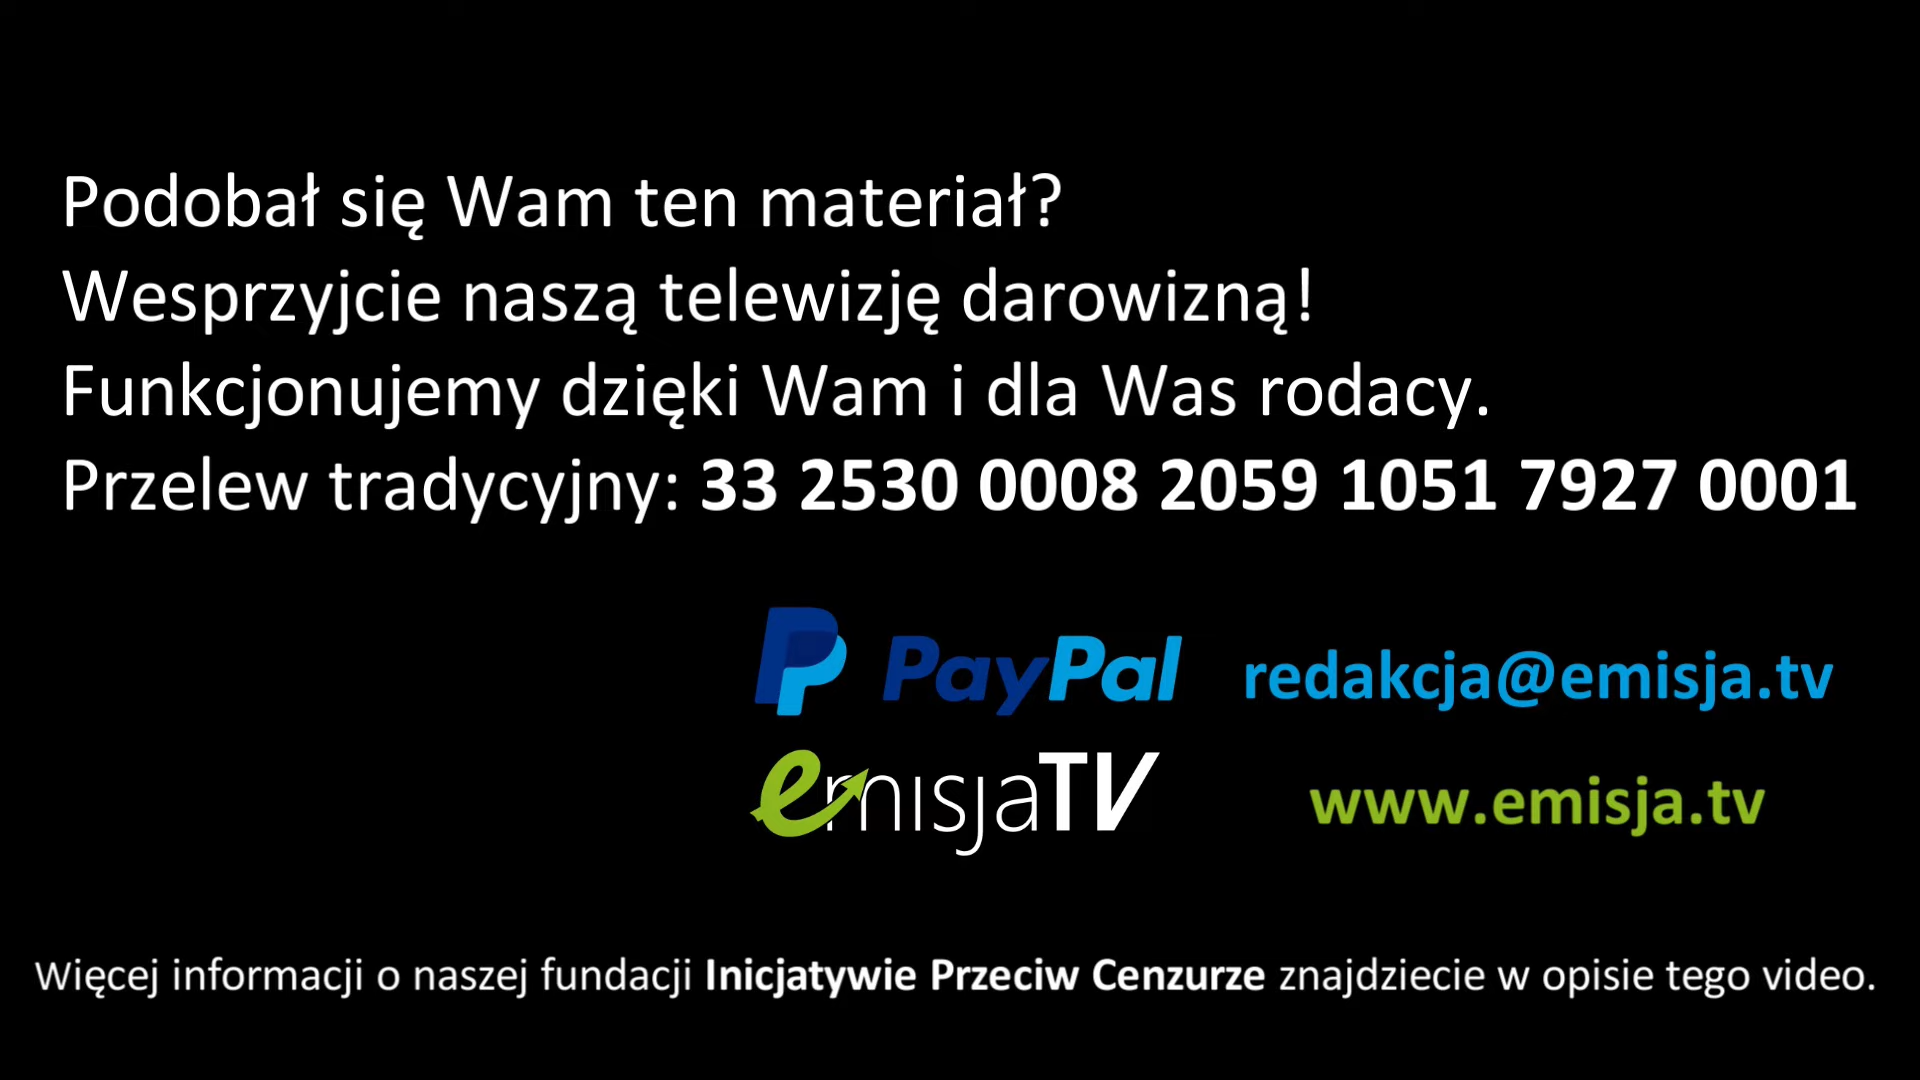 Podobał się Wam ten materiał?
Wesprzyjcie naszą telewizję darowizną!
Funkcjonujemy dzięki Wam i dla Was rodacy.
Przelew tradycyjny: 33 2530 0008 2059 1051 7927 0001
PayPal redakcja@emisja.tv
emisjaTV www.emisja.tv
Więcej informacji o naszej fundacji Inicjatywie Przeciw Cenzurze znajdziecie w opisie tego video.